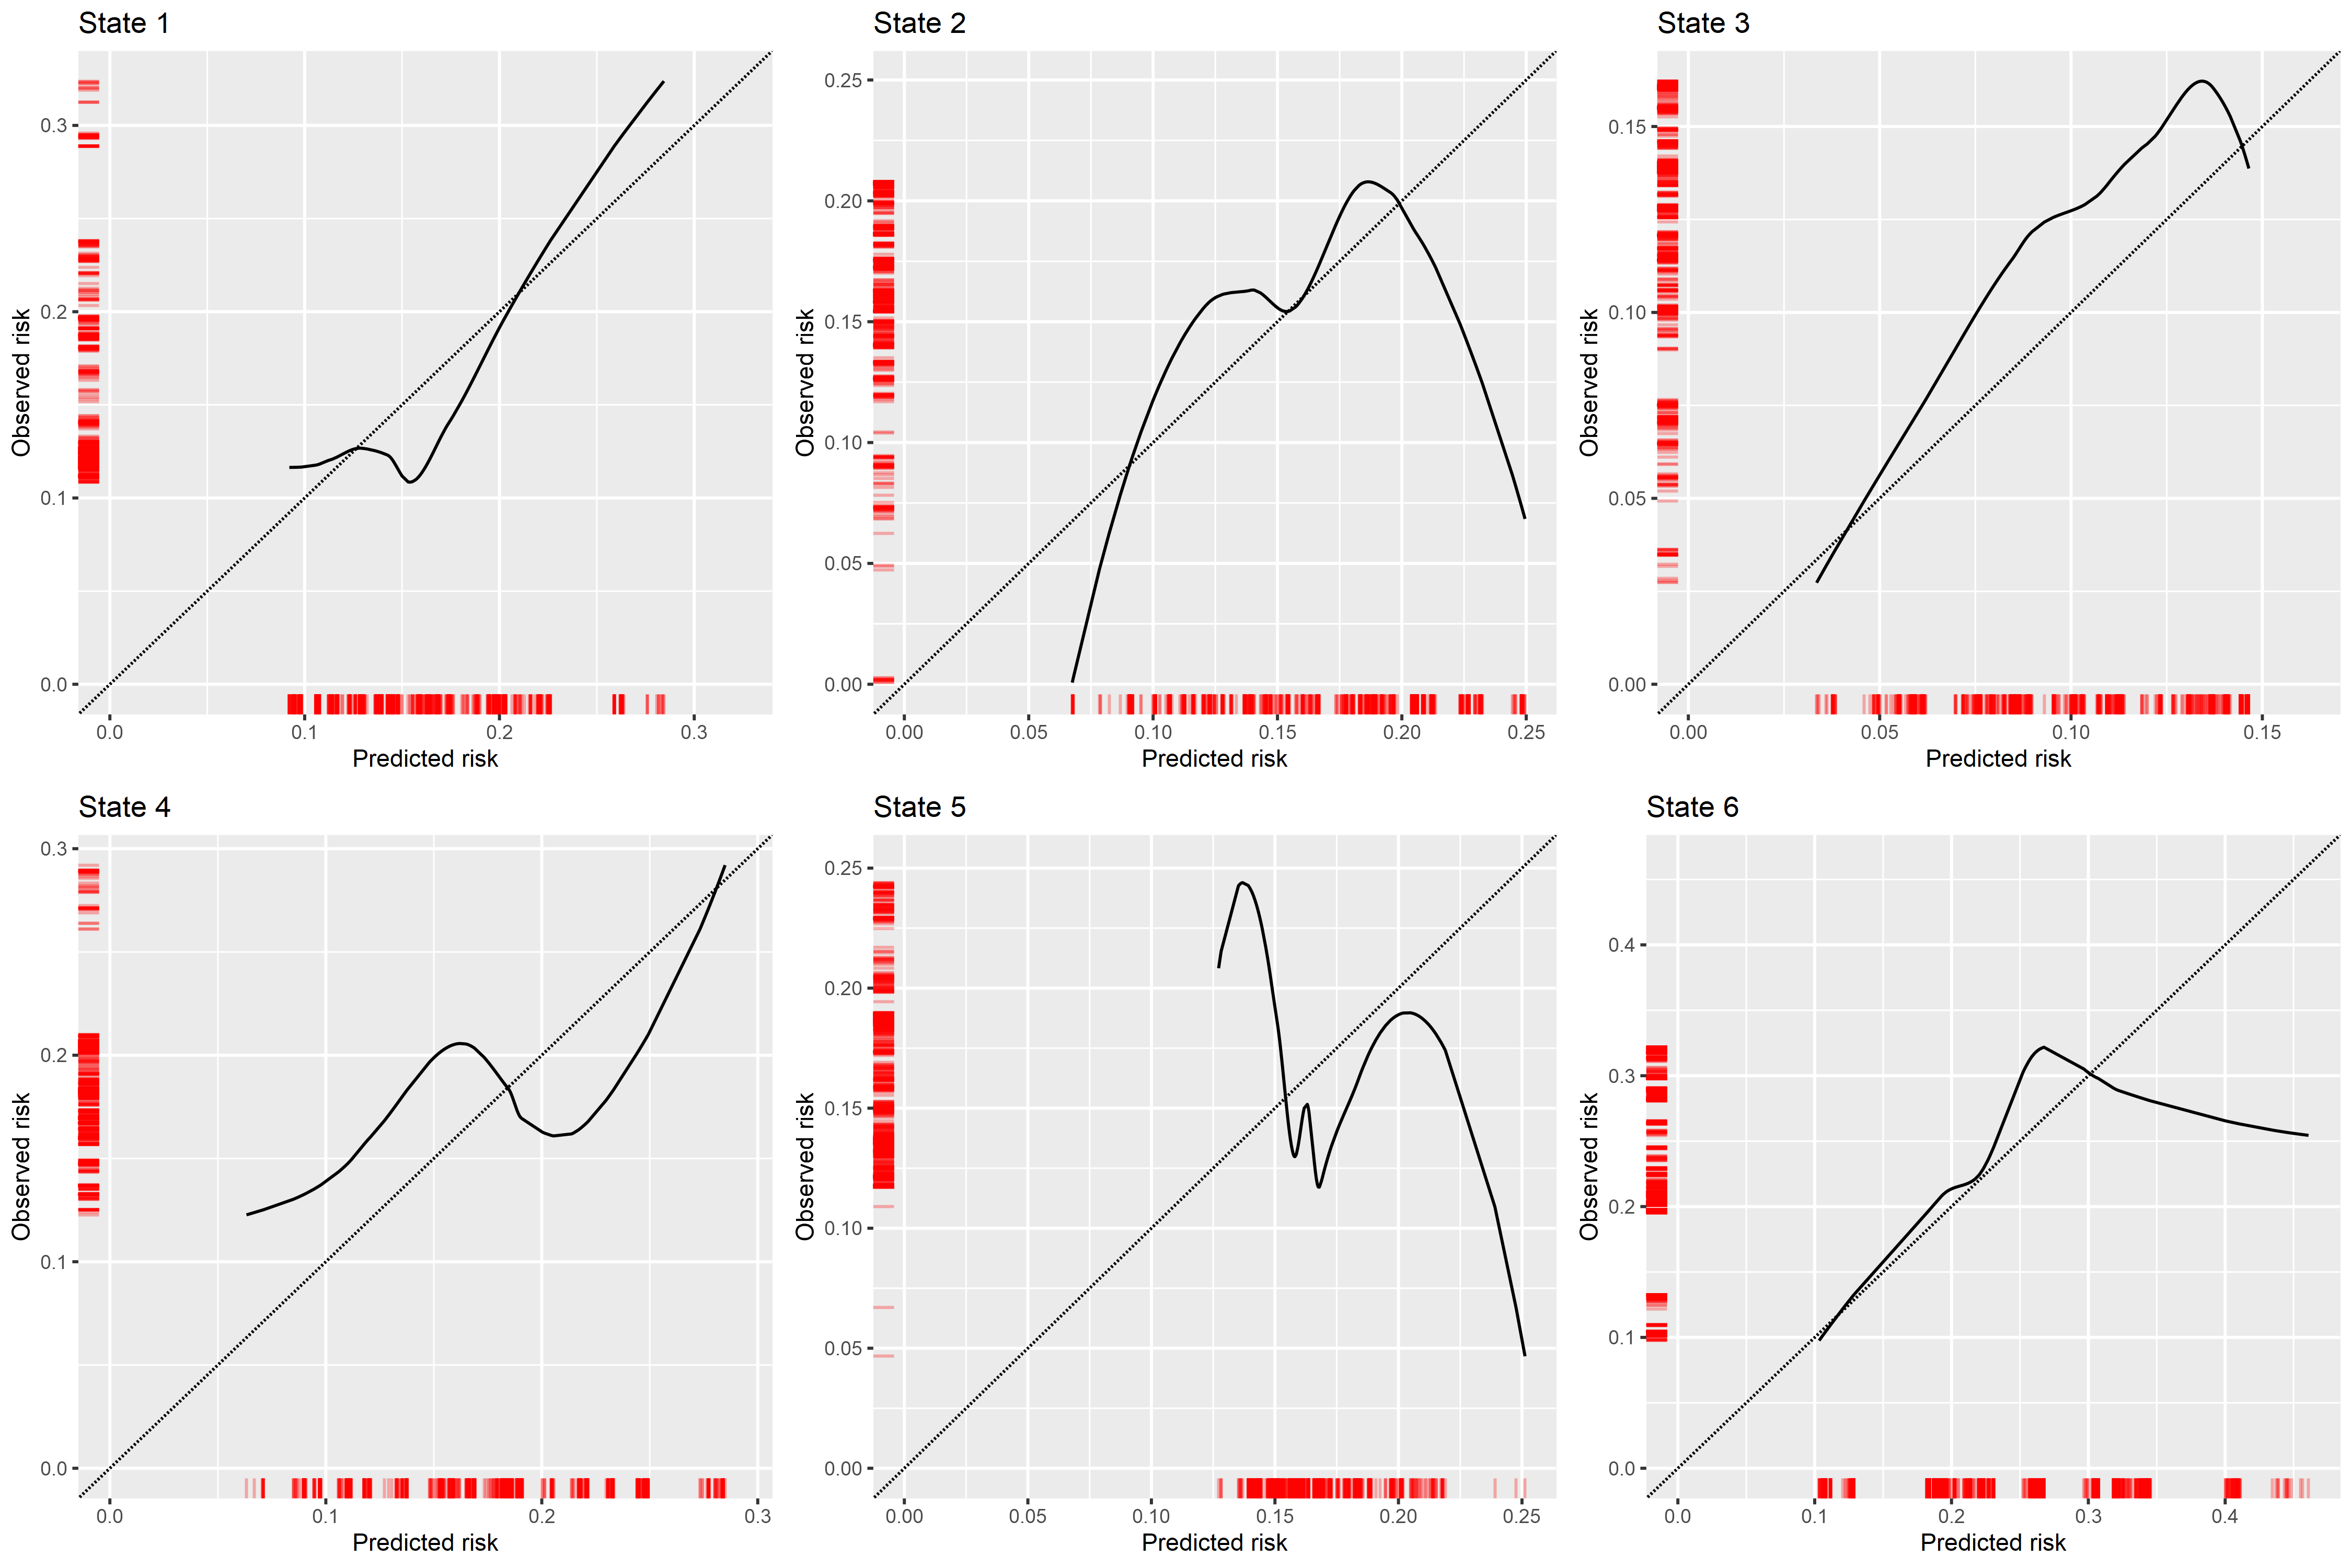 State 1
State 2
State 3
Observed risk
0.3
0.2
0.1
0.0
0.0 0.1 0.2 0.3
Predicted risk
Observed risk
0.25
0.20
0.15
0.10
0.05
0.00
0.00 0.05 0.10 0.15 0.20 0.25
Predicted risk
Observed risk
0.15
0.10
0.05
0.00
0.00 0.05 0.10 0.15
Predicted risk
State 4
State 5
State 6
Observed risk
0.3
0.2
0.1
0.0
0.0 0.1 0.2 0.3
Predicted risk
Observed risk
0.25
0.20
0.15
0.10
0.05
0.00
0.00 0.05 0.10 0.15 0.20 0.25
Predicted risk
Observed risk
0.4
0.3
0.2
0.1
0.0
0.0 0.1 0.2 0.3 0.4
Predicted risk